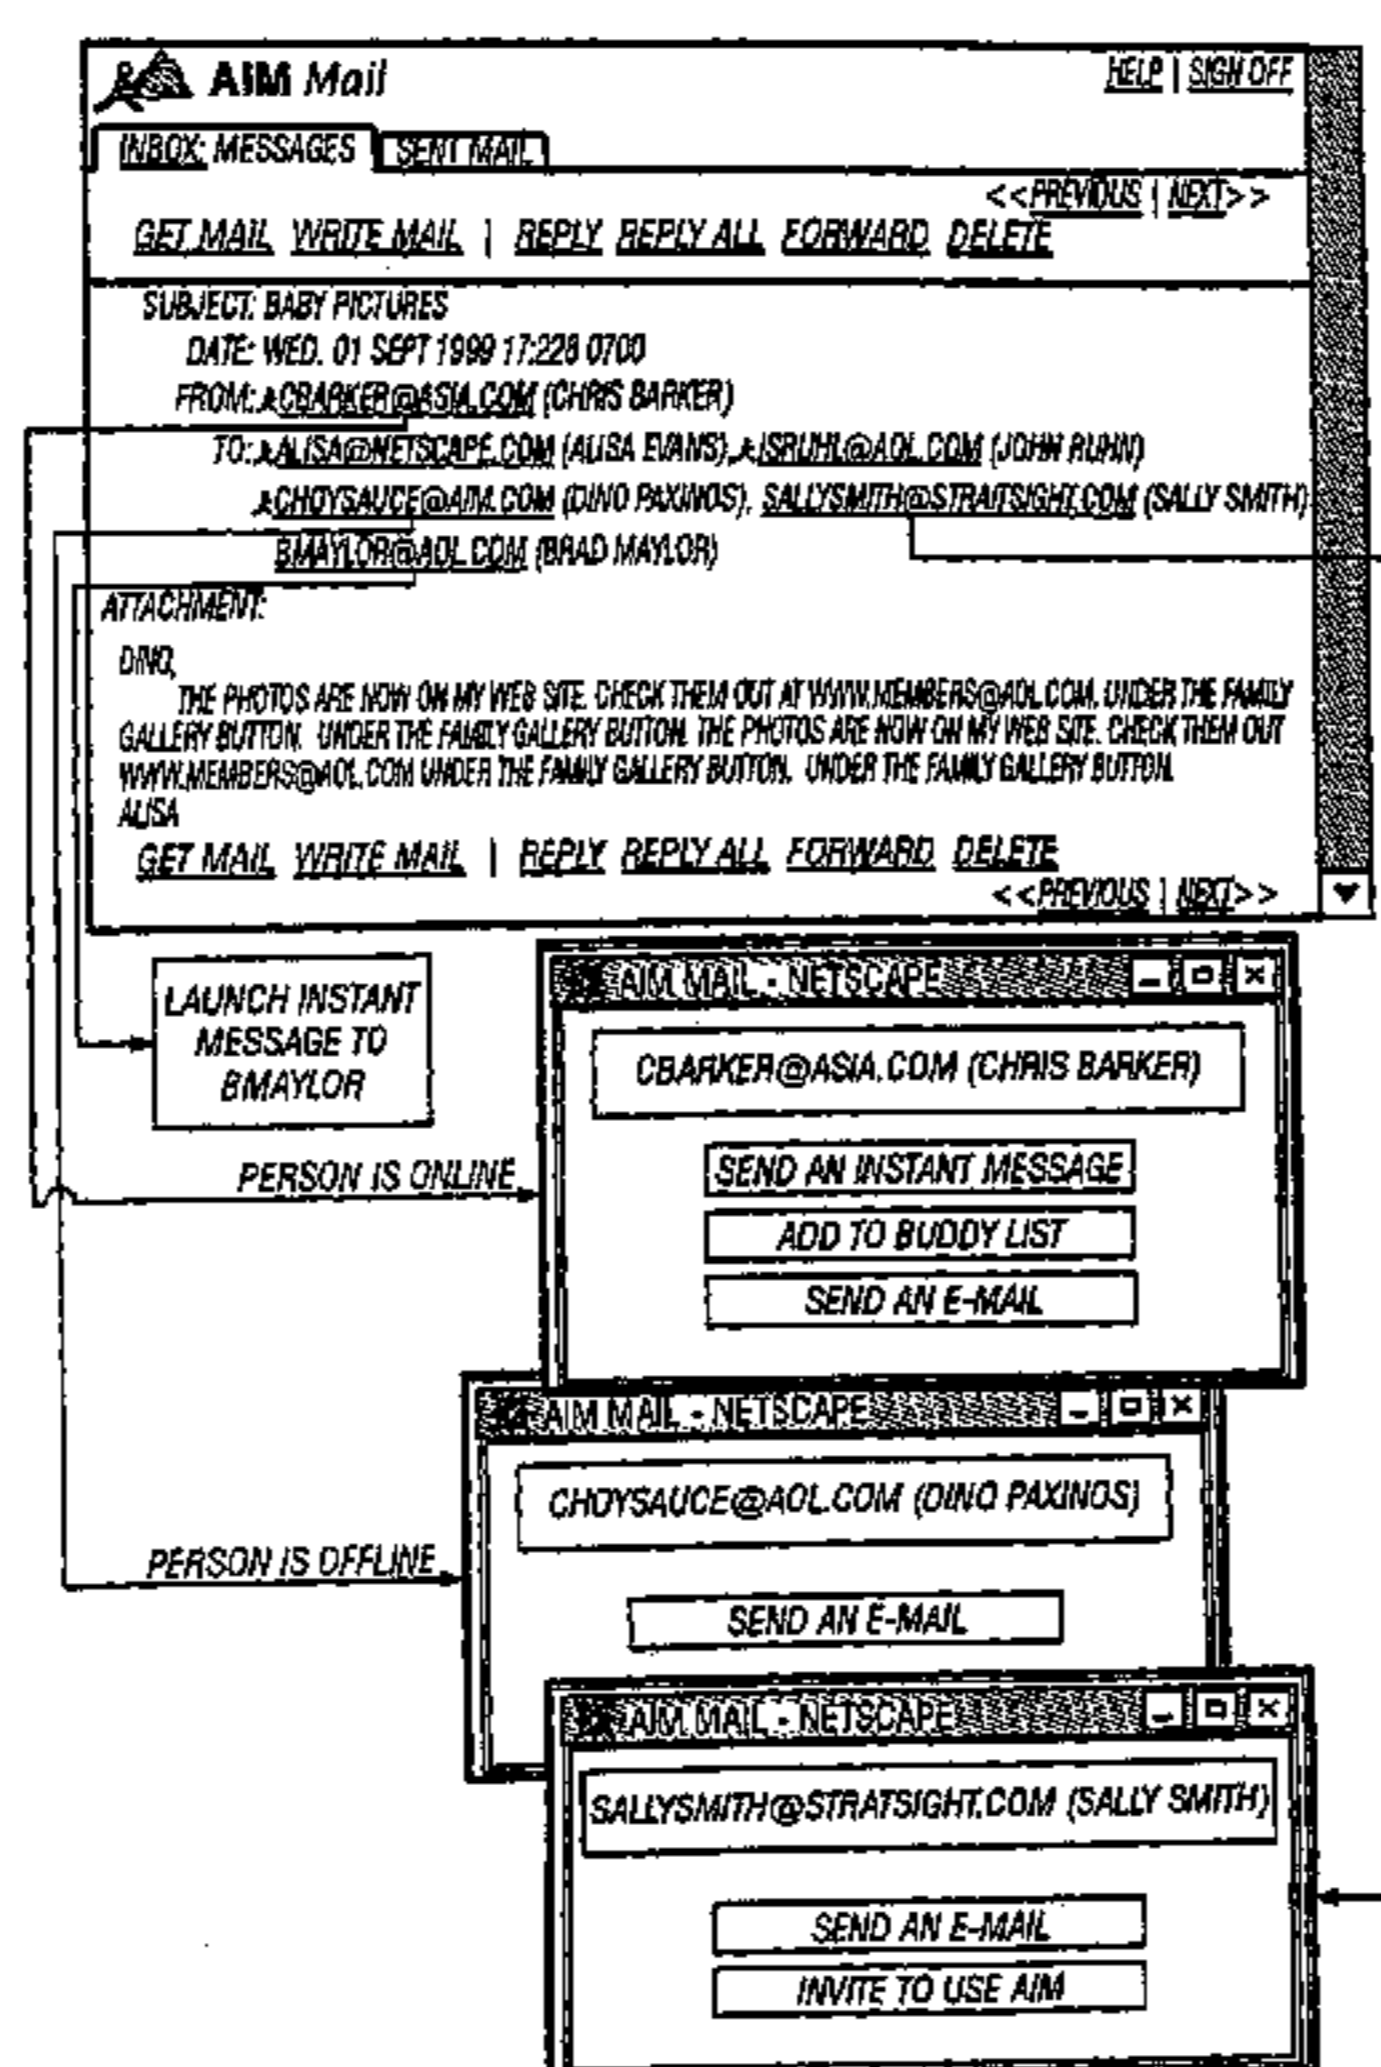 AIM Mail
HELP | SIGN OFF
INBOX: MESSAGES SENT MAIL
<<PREVIOUS | NEXT>>
GET MAIL WRITE MAIL | REPLY REPLY ALL FORWARD DELETE
SUBJECT: BABY PICTURES
DATE: WED. 01 SEPT 1999 17:228 0700
FROM: CBARKER@ASIA.COM (CHRIS BARKER)
TO: ALISA@NETSCAPE.COM (ALISA EVANS), JSRUHL@AOL.COM (JOHN RUHN)
CHOYSAUCE@AIM.COM (DINO PAXINOS), SALLYSMITH@STRAITSIGHT.COM (SALLY SMITH)
BMAYLOR@AOL.COM (BRAD MAYLOR)
ATTACHMENT:
DINO,
THE PHOTOS ARE NOW ON MY WEB SITE. CHECK THEM OUT AT WWW.MEMBERS@AOL.COM. UNDER THE FAMILY
GALLERY BUTTON. UNDER THE FAMILY GALLERY BUTTON. THE PHOTOS ARE NOW ON MY WEB SITE. CHECK THEM OUT
WWW.MEMBERS@AOL.COM UNDER THE FAMILY GALLERY BUTTON. UNDER THE FAMILY GALLERY BUTTON.
ALISA
GET MAIL WRITE MAIL | REPLY REPLY ALL FORWARD DELETE
<<PREVIOUS | NEXT>>
LAUNCH INSTANT
MESSAGE TO
BMAYLOR
AIM MAIL - NETSCAPE
CBARKER@ASIA.COM (CHRIS BARKER)
SEND AN INSTANT MESSAGE
ADD TO BUDDY LIST
SEND AN E-MAIL
PERSON IS ONLINE
AIM MAIL - NETSCAPE
CHOYSAUCE@AOL.COM (DINO PAXINOS)
SEND AN E-MAIL
PERSON IS OFFLINE
AIM MAIL - NETSCAPE
SALLYSMITH@STRATSIGHT.COM (SALLY SMITH)
SEND AN E-MAIL
INVITE TO USE AIM